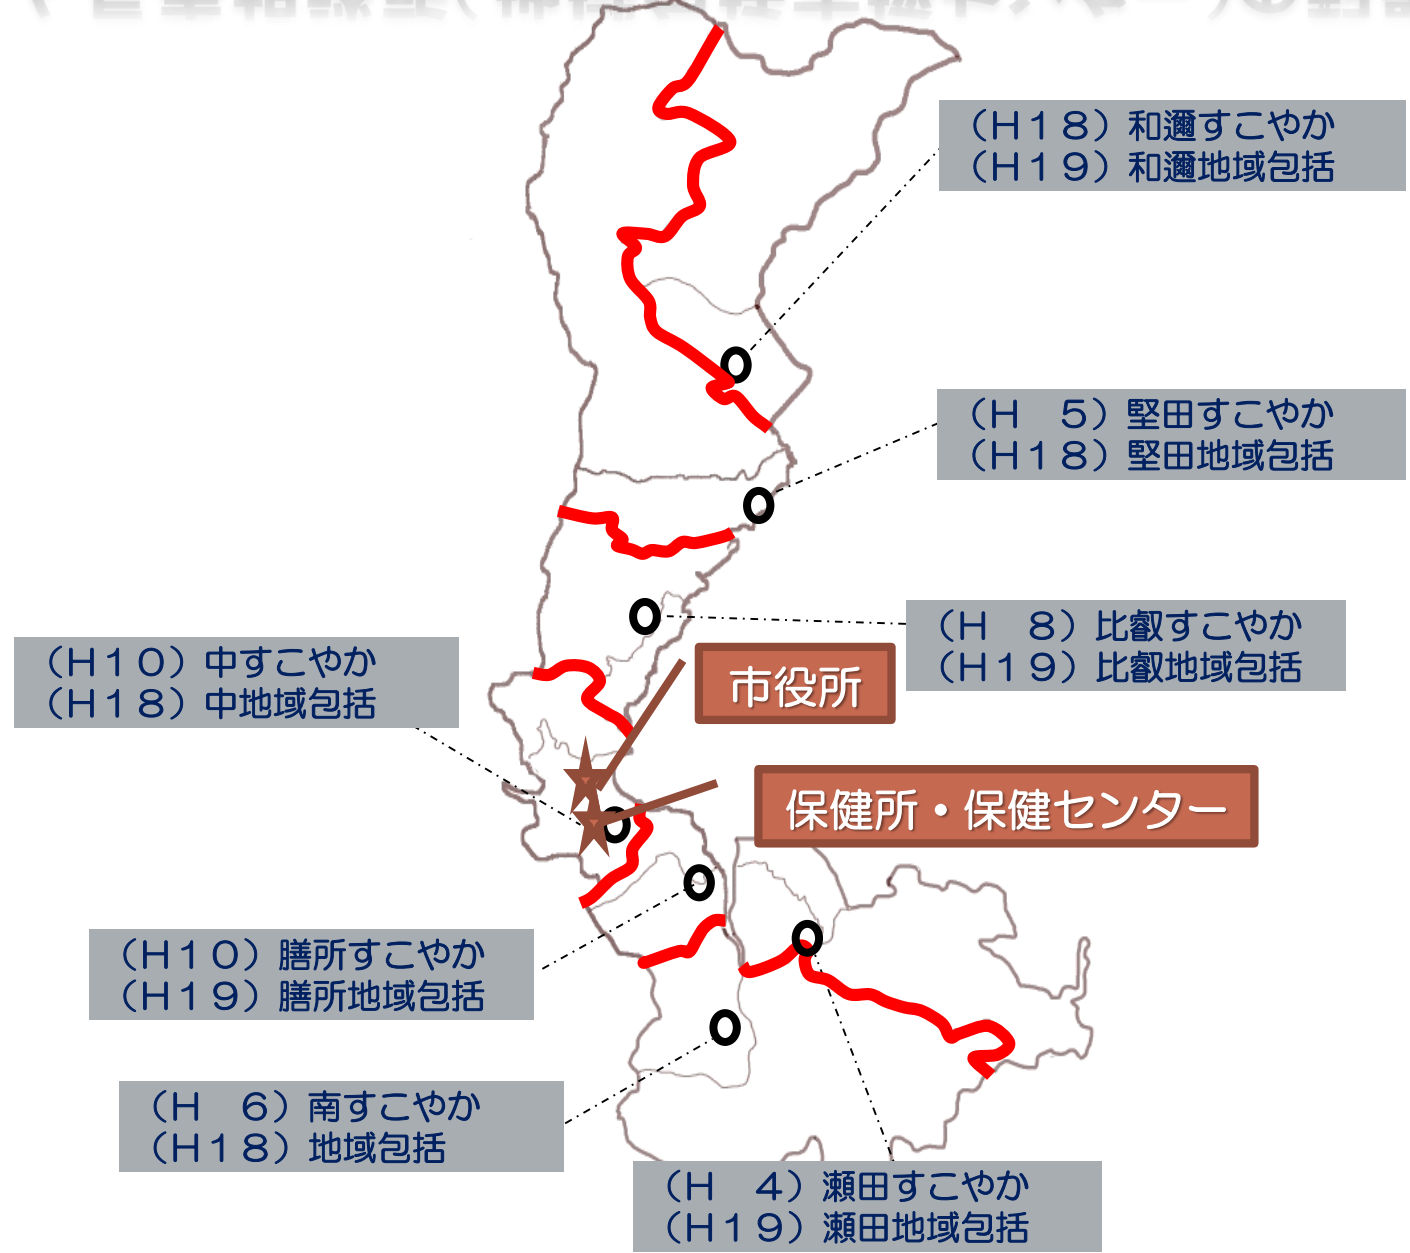 （Ｈ１８）和邇すこやか
（Ｈ１９）和邇地域包括
（Ｈ　５）堅田すこやか
（Ｈ１８）堅田地域包括
（Ｈ　８）比叡すこやか
（Ｈ１９）比叡地域包括
（Ｈ１０）中すこやか
（Ｈ１８）中地域包括
市役所
保健所・保健センター
（Ｈ１０）膳所すこやか
（Ｈ１９）膳所地域包括
（Ｈ　６）南すこやか
（Ｈ１８）地域包括
（Ｈ　４）瀬田すこやか
（Ｈ１９）瀬田地域包括